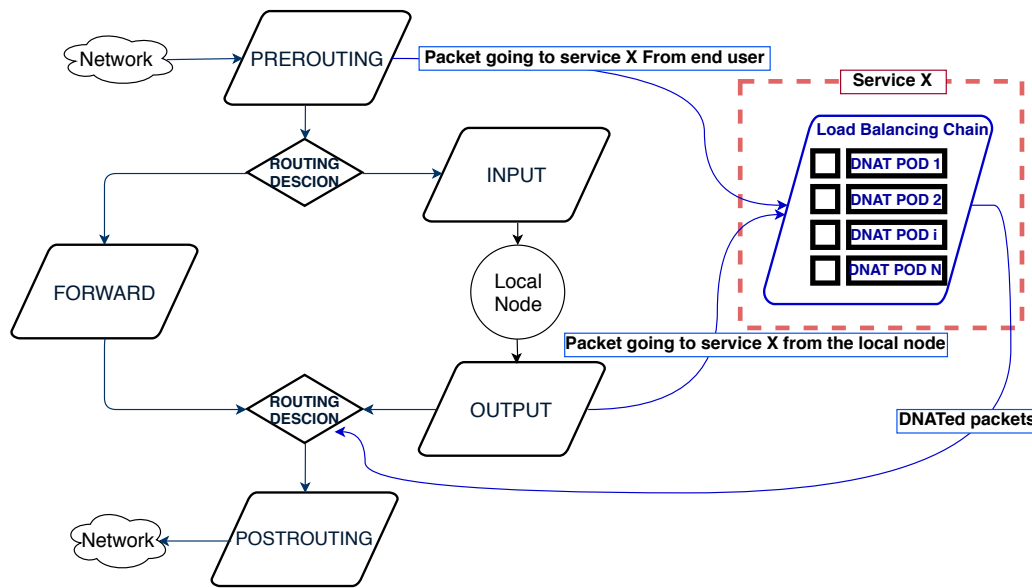 Network
PREROUTING
Packet going to service X From end user
Service X
Load Balancing Chain
DNAT POD 1
DNAT POD 2
DNAT POD i
DNAT POD N
ROUTING
DESCION
INPUT
FORWARD
Local
Node
Packet going to service X from the local node
ROUTING
DESCION
OUTPUT
DNATed packets
Network
POSTROUTING